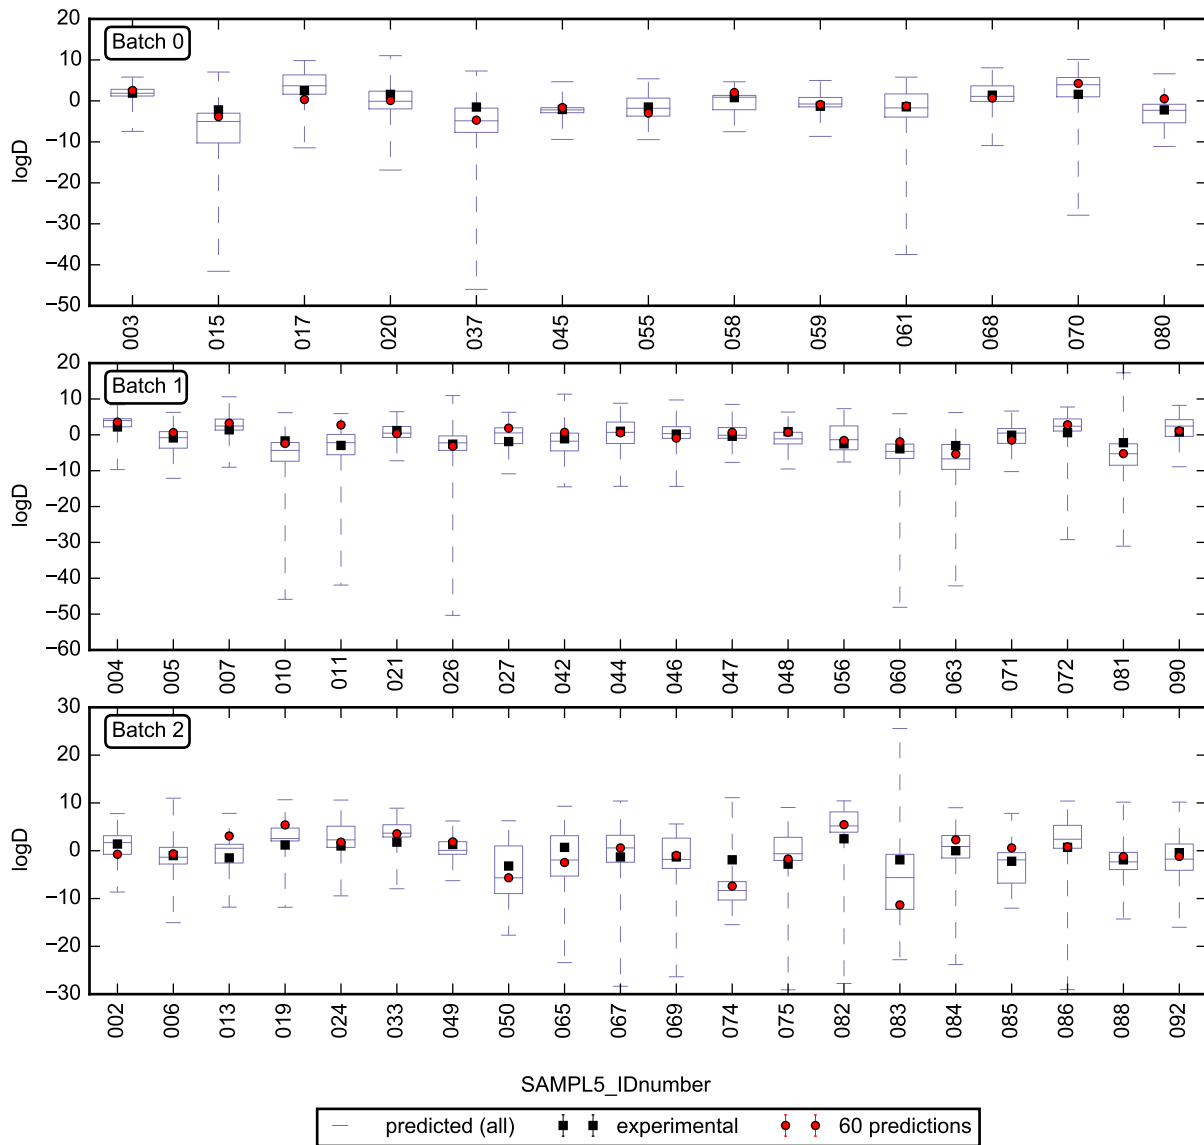 Batch 0
20
10
0
−10
−20
−30
−40
−50
logD
003 015 017 020 037 045 055 058 059 061 068 070 080
Batch 1
20
10
0
−10
−20
−30
−40
−50
−60
logD
004 005 007 010 011 021 026 027 042 044 046 047 048 056 060 063 071 072 081 090
Batch 2
30
20
10
0
−10
−20
−30
logD
002 006 013 019 024 033 049 050 065 067 069 074 075 082 083 084 085 086 088 092
SAMPL5_IDnumber
predicted (all) experimental 60 predictions